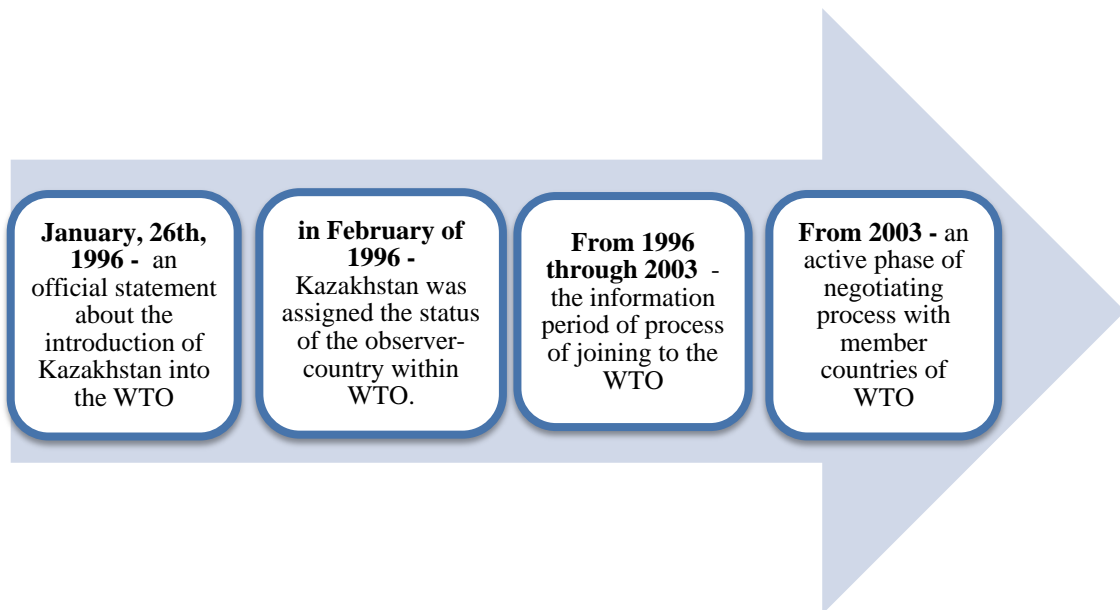 January, 26th,
1996 - an
official statement
about the
introduction of
Kazakhstan into
the WTO
in February of
1996 -
Kazakhstan was
assigned the status
of the observer-
country within
WTO.
From 1996
through 2003 -
the information
period of process
of joining to the
WTO
From 2003 - an
active phase of
negotiating
process with
member
countries of
WTO